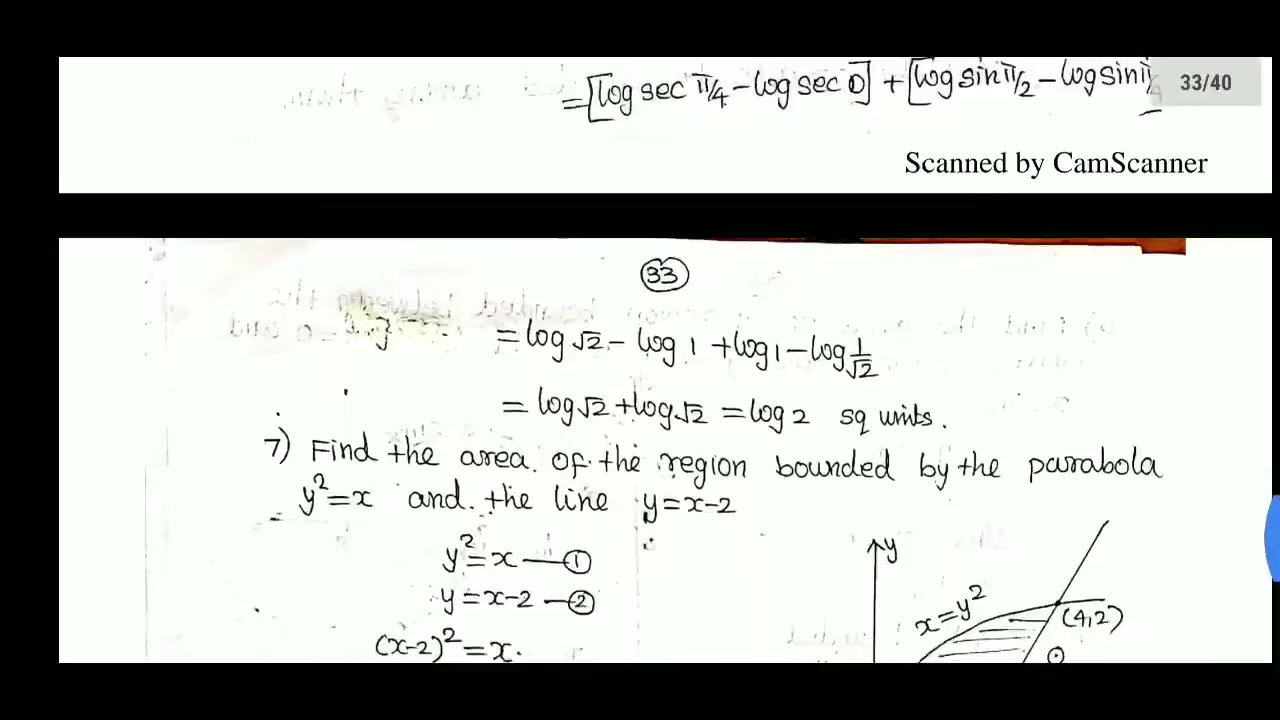 =[log sec π/4 - log sec 0] + [log sin π/2 - log sin π/4
33/40
Scanned by CamScanner
33
= log √2 - log 1 + log 1 - log 1/√2
= log √2 + log √2 = log 2 sq units.
7) Find the area of the region bounded by the parabola
y²=x and the line y=x-2
y²=x — ①
y=x-2 — ②
(x-2)²=x.
y
x=y²
(4,2)